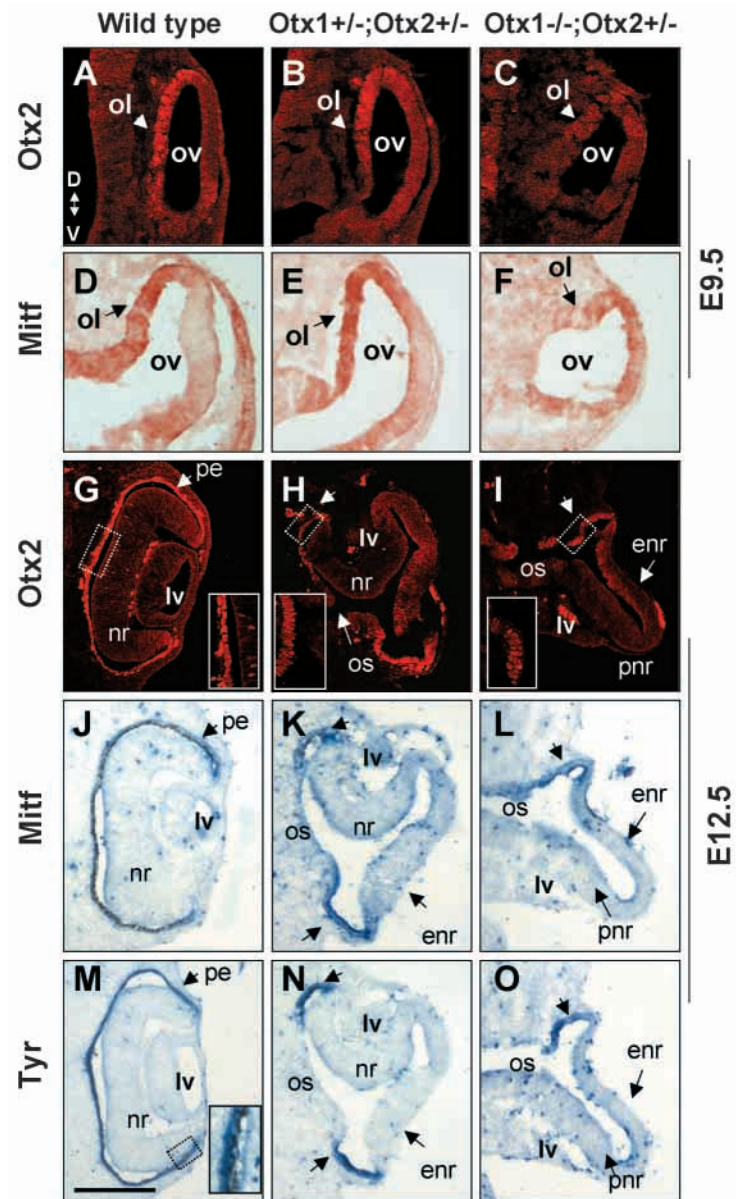 Wild type Otx1+/-;Otx2+/- Otx1-/-;Otx2+/-
Otx2
A
ol
ov
D
V
B
ol
ov
C
ol
ov
E9.5
Mitf
D
ol
ov
E
ol
ov
F
ol
ov
Otx2
G
pe
lv
nr
H
lv
nr
os
I
enr
os
lv
pnr
E12.5
Mitf
J
pe
lv
nr
K
lv
os
nr
enr
L
os
enr
lv
pnr
Tyr
M
pe
lv
nr
N
lv
nr
os
enr
O
os
enr
lv
pnr